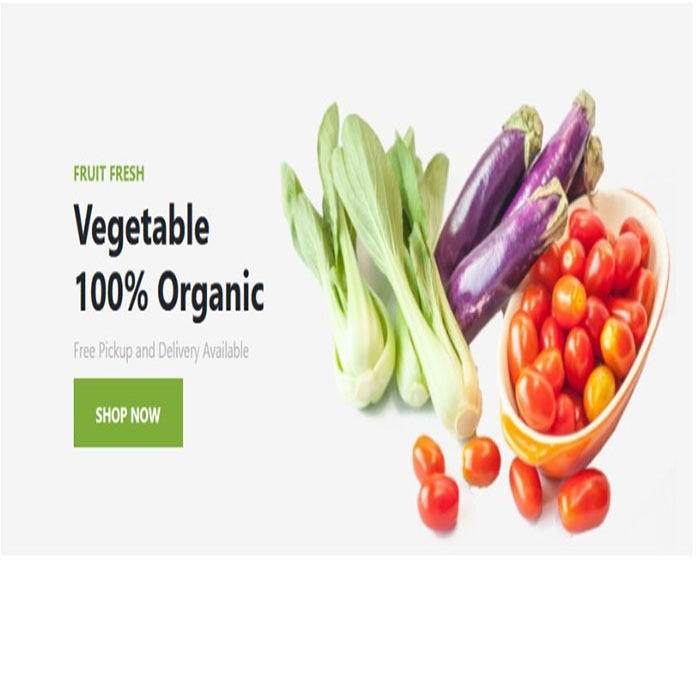 FRUIT FRESH
Vegetable
100% Organic
Free Pickup and Delivery Available
SHOP NOW